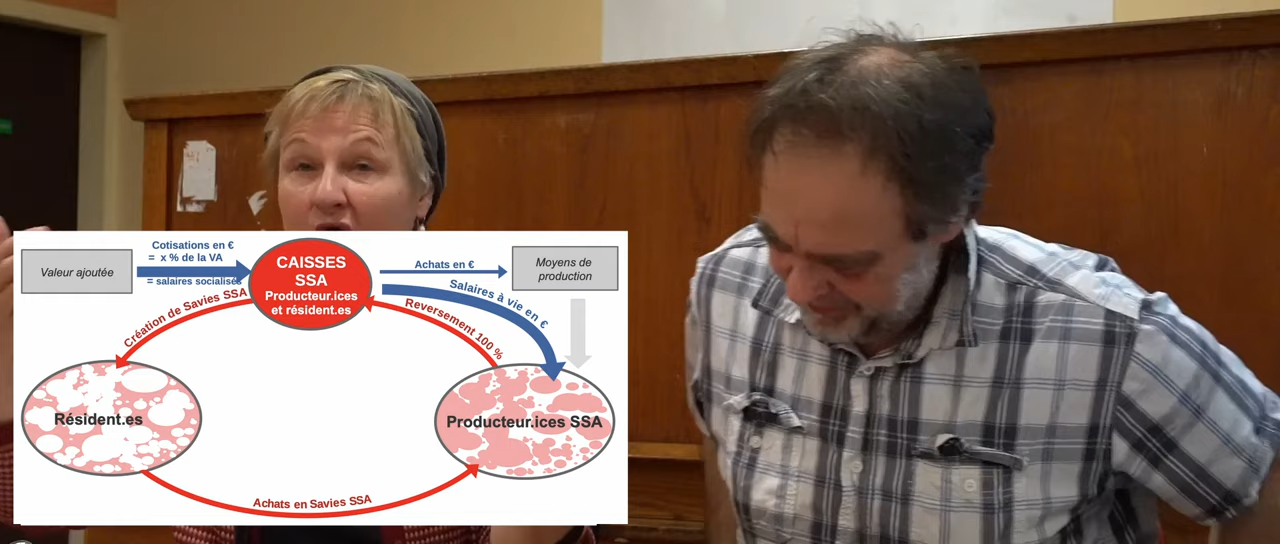 Cotisations en €
= x % de la VA
= salaires socialisés
Valeur ajoutée
CAISSES
SSA
Producteur.ices
et résident.es
Achats en €
Moyens de
production
Salaires à vie en €
Création de Savies SSA
Reversement 100 %
Résident.es
Producteur.ices SSA
Achats en Savies SSA